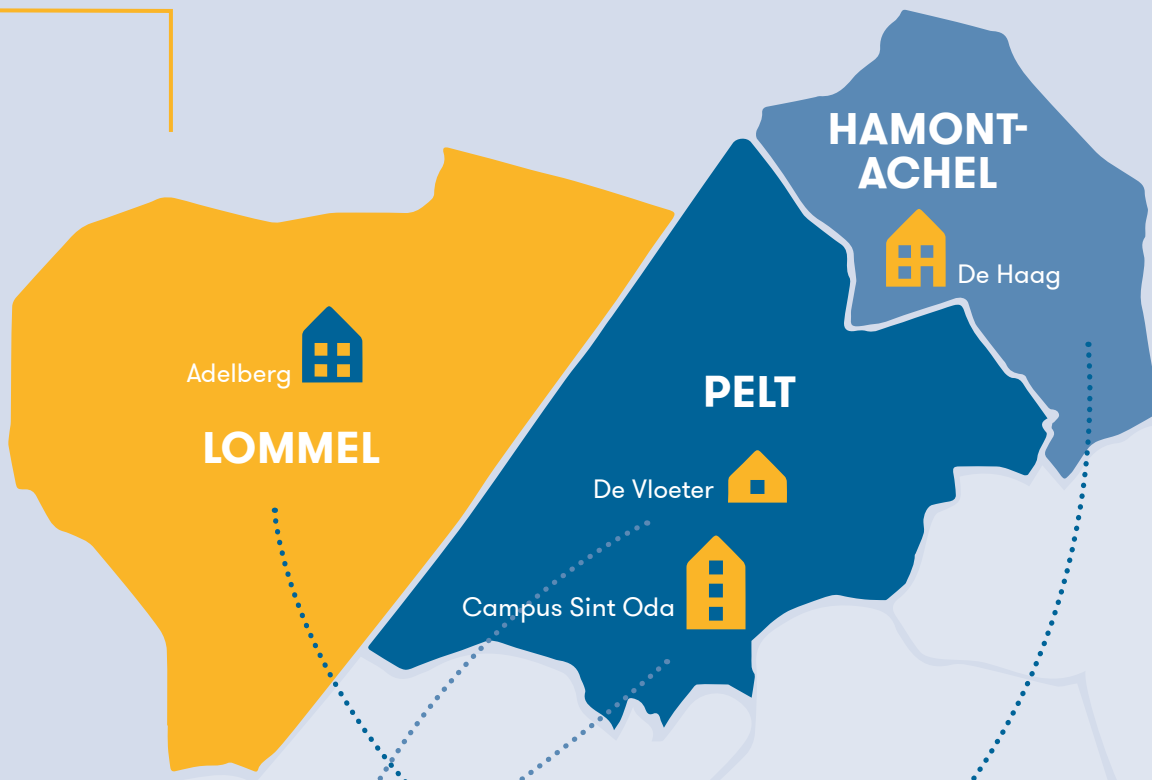 HAMONT-
ACHEL
De Haag
Adelberg
LOMMEL
PELT
De Vloeter
Campus Sint Oda